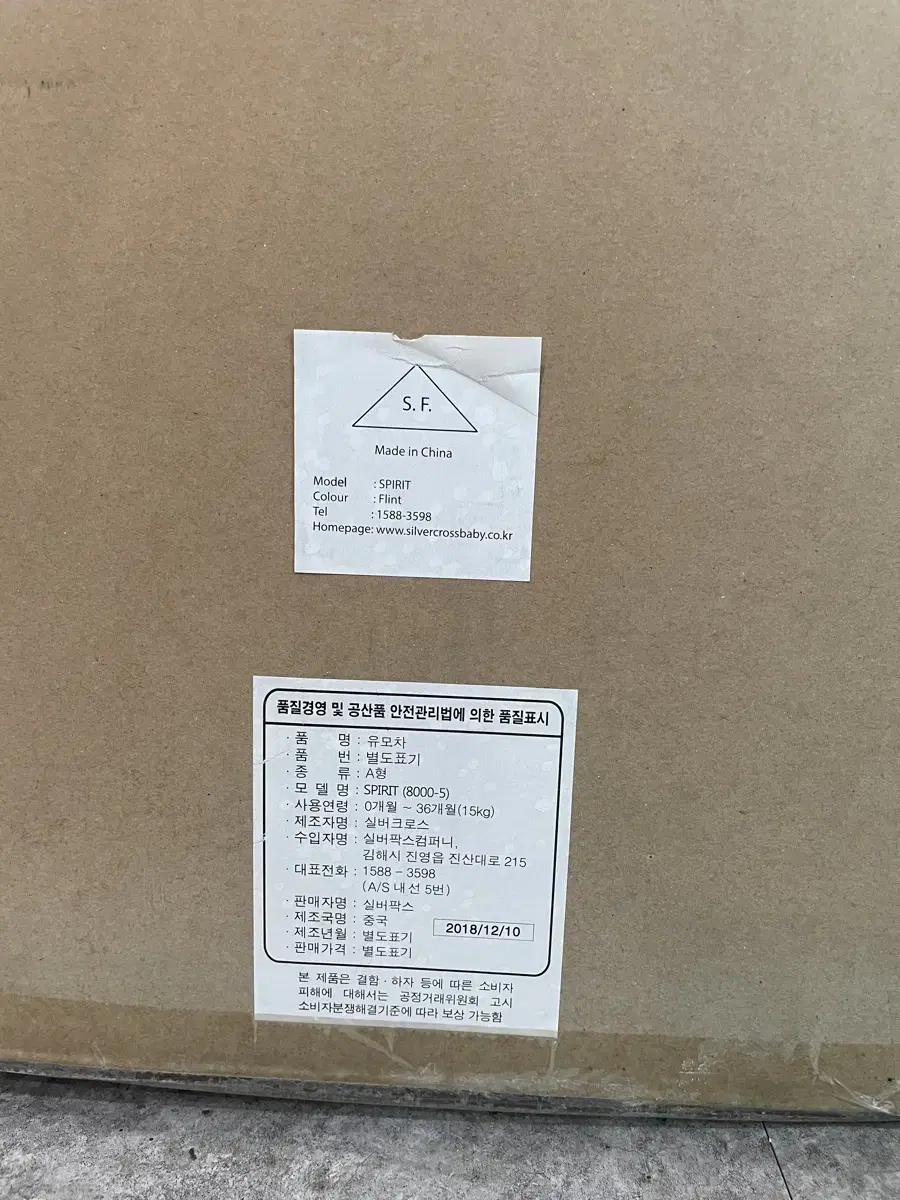 S. F.
Made in China
Model : SPIRIT
Colour : Flint
Tel : 1588-3598
Homepage: www.silvercrossbaby.co.kr
품질경영 및 공산품 안전관리법에 의한 품질표시
· 품 명 : 유모차
· 품 번 : 별도표기
· 종 류 : A형
· 모 델 명 : SPIRIT (8000-5)
· 사용연령 : 0개월 ~ 36개월(15kg)
· 제조자명 : 실버크로스
· 수입자명 : 실버팍스컴퍼니,
김해시 진영읍 진산대로 215
· 대표전화 : 1588 - 3598
(A/S 내선 5번)
· 판매자명 : 실버팍스
· 제조국명 : 중국
· 제조년월 : 별도표기 2018/12/10
· 판매가격 : 별도표기
본 제품은 결함 · 하자 등에 따른 소비자
피해에 대해서는 공정거래위원회 고시
소비자분쟁해결기준에 따라 보상 가능함